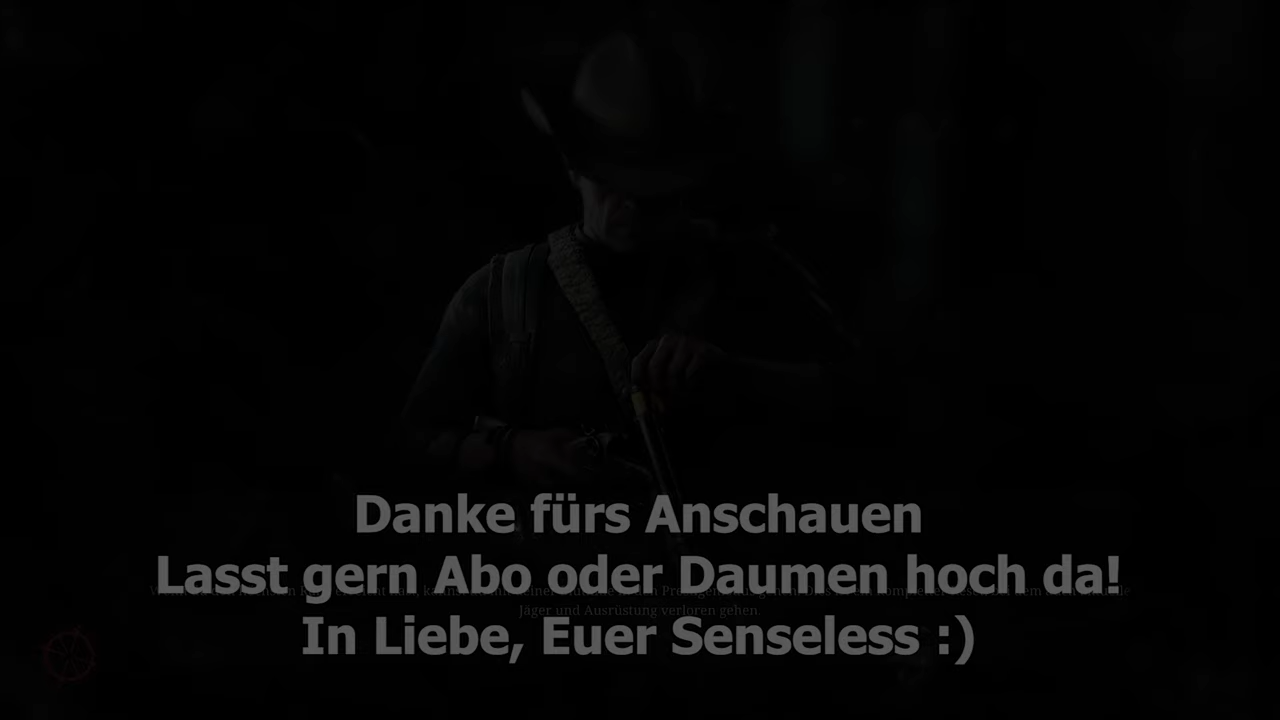 Danke fürs Anschauen
Lasst gern Abo oder Daumen hoch da!
In Liebe, Euer Senseless :)
Jäger und Ausrüstung verloren gehen.